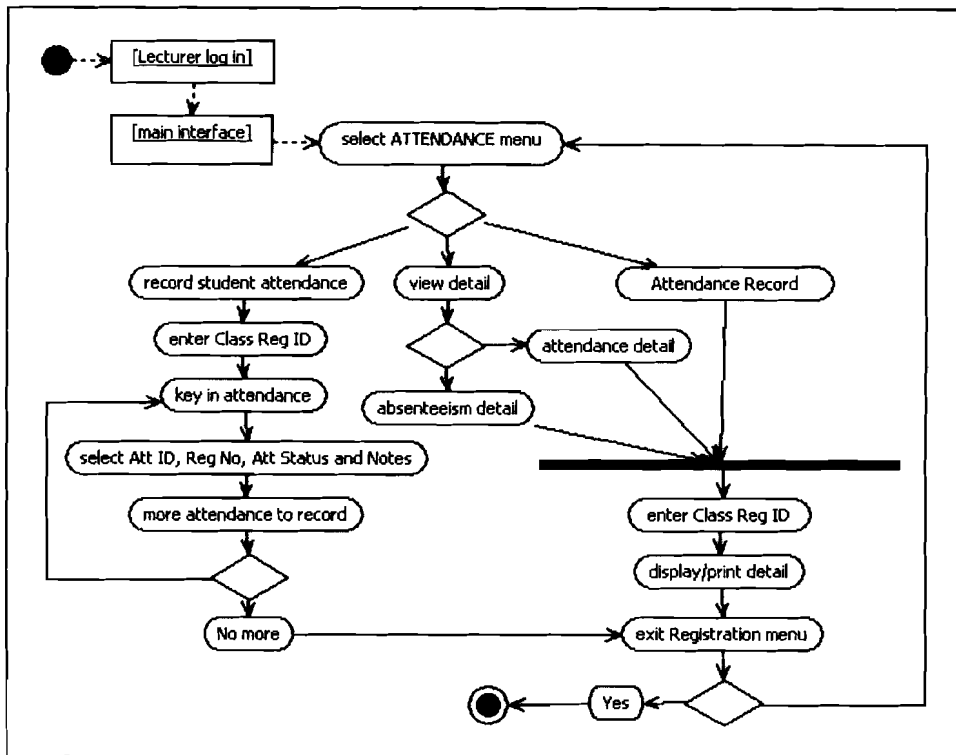 [Lecturer log in]
[main interface]
select ATTENDANCE menu
record student attendance
view detail
Attendance Record
enter Class Reg ID
attendance detail
key in attendance
absenteeism detail
select Att ID, Reg No, Att Status and Notes
more attendance to record
enter Class Reg ID
display/print detail
No more
exit Registration menu
Yes